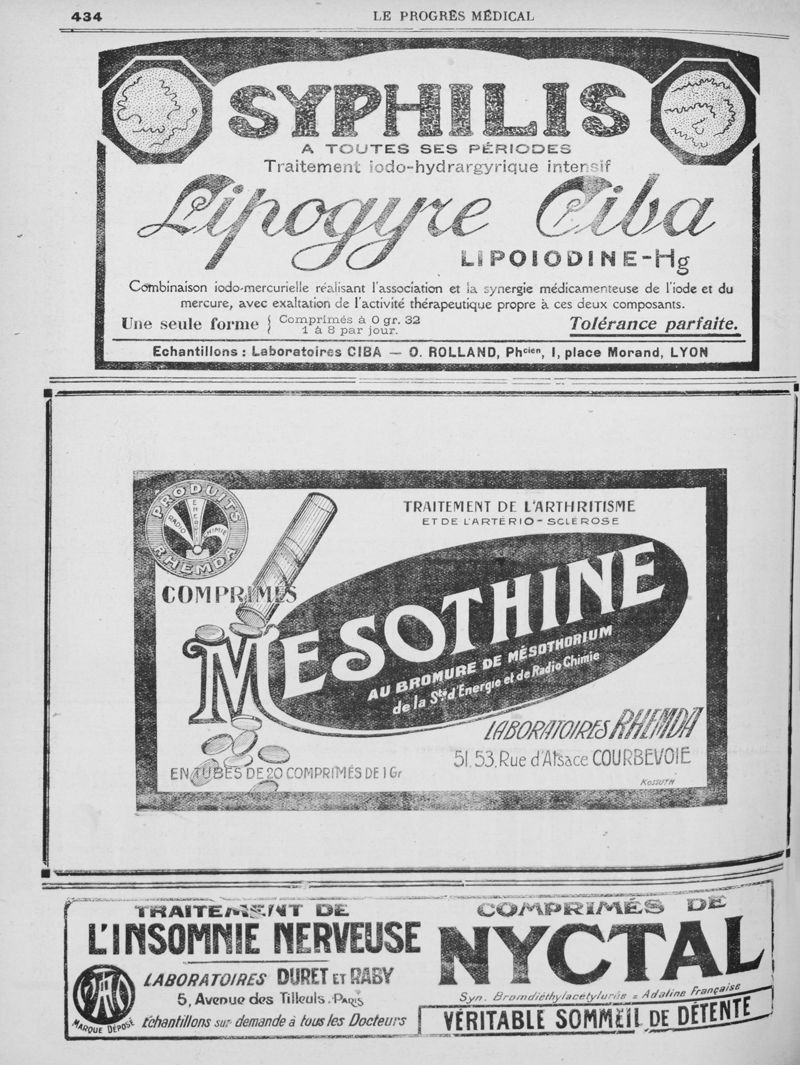 434
LE PROGRÈS MÉDICAL
SYPHILIS
A TOUTES SES PÉRIODES
Traitement iodo-hydrargyrique intensif
Lipogyre Ciba
LIPOIODINE-Hg
Combinaison iodo-mercurielle réalisant l'association et la synergie médicamenteuse de l'iode et du
mercure, avec exaltation de l'activité thérapeutique propre à ces deux composants.
Une seule forme { Comprimés à 0 gr. 32
1 à 8 par jour.
Tolérance parfaite.
Echantillons : Laboratoires CIBA — O. ROLLAND, Phcien, 1, place Morand, LYON
PRODUITS
RADIO
ENERGIE
CHIMIE
RHEMDA
TRAITEMENT DE L'ARTHRITISME
ET DE L'ARTÉRIO-SCLÉROSE
COMPRIMÉS
MESOTHINE
AU BROMURE DE MÉSOTHORIUM
de la Sté d'Energie et de Radio Chimie
LABORATOIRES RHEMDA
51, 53, Rue d'Alsace COURBEVOIE
EN TUBES DE 20 COMPRIMÉS DE 1 Gr
KOSSUTH
TRAITEMENT DE
L'INSOMNIE NERVEUSE
LABORATOIRES DURET ET RABY
5, Avenue des Tilleuls. PARIS
Échantillons sur demande à tous les Docteurs
MARQUE DÉPOSÉ
COMPRIMÉS DE
NYCTAL
Syn. Bromdiéthylacétylurée = Adaline Française
VÉRITABLE SOMMEIL DE DÉTENTE